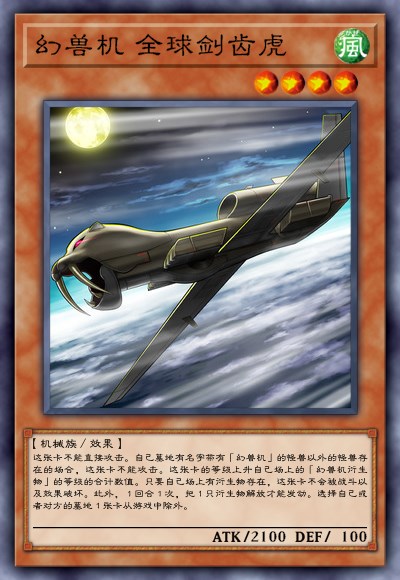 幻兽机 全球剑齿虎
風
【机械族／效果】
这张卡不能直接攻击。自己墓地有名字带有「幻兽机」的怪兽以外的怪兽存
在的场合，这张卡不能攻击。这张卡的等级上升自己场上的「幻兽机衍生
物」的等级的合计数值。只要自己场上有衍生物存在，这张卡不会被战斗以
及效果破坏。此外，1回合1次，把1只衍生物解放才能发动。选择自己或
者对方的墓地1张卡从游戏中除外。
ATK/2100 DEF/ 100